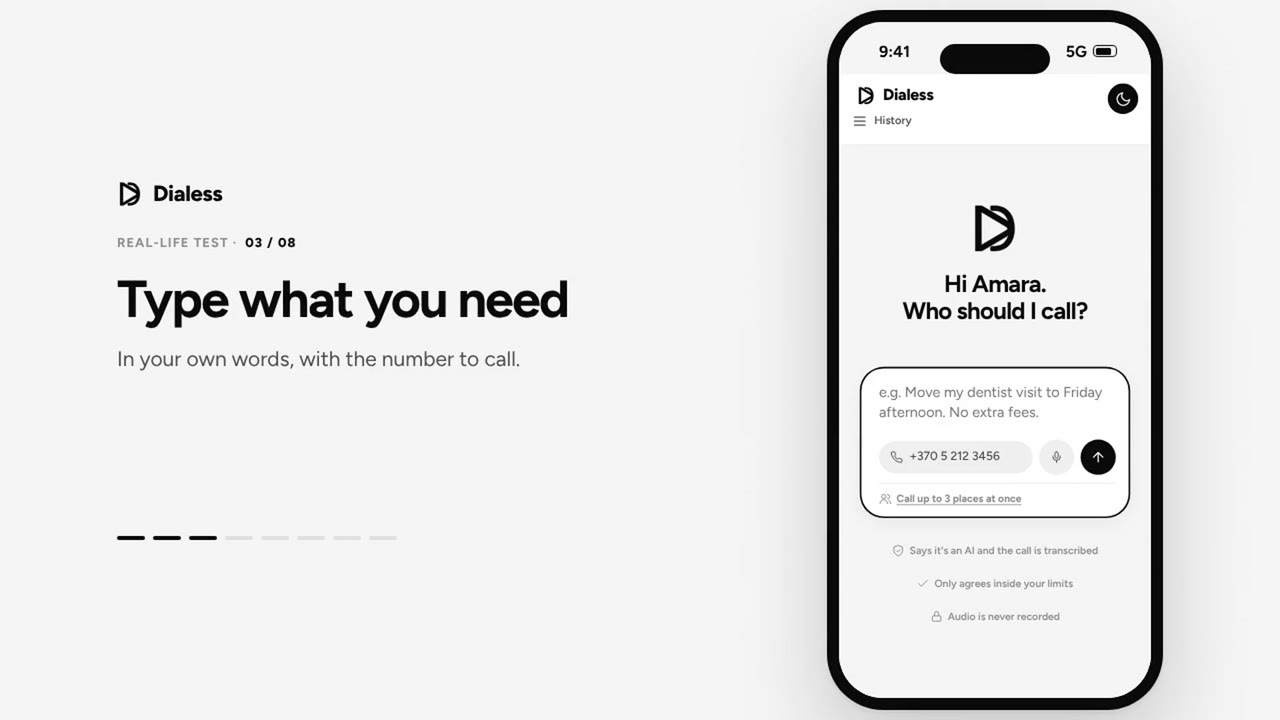 Dialess
REAL-LIFE TEST · 03 / 08
Type what you need
In your own words, with the number to call.
9:41
5G
Dialess
History
Hi Amara.
Who should I call?
e.g. Move my dentist visit to Friday
afternoon. No extra fees.
+370 5 212 3456
Call up to 3 places at once
Says it's an AI and the call is transcribed
Only agrees inside your limits
Audio is never recorded